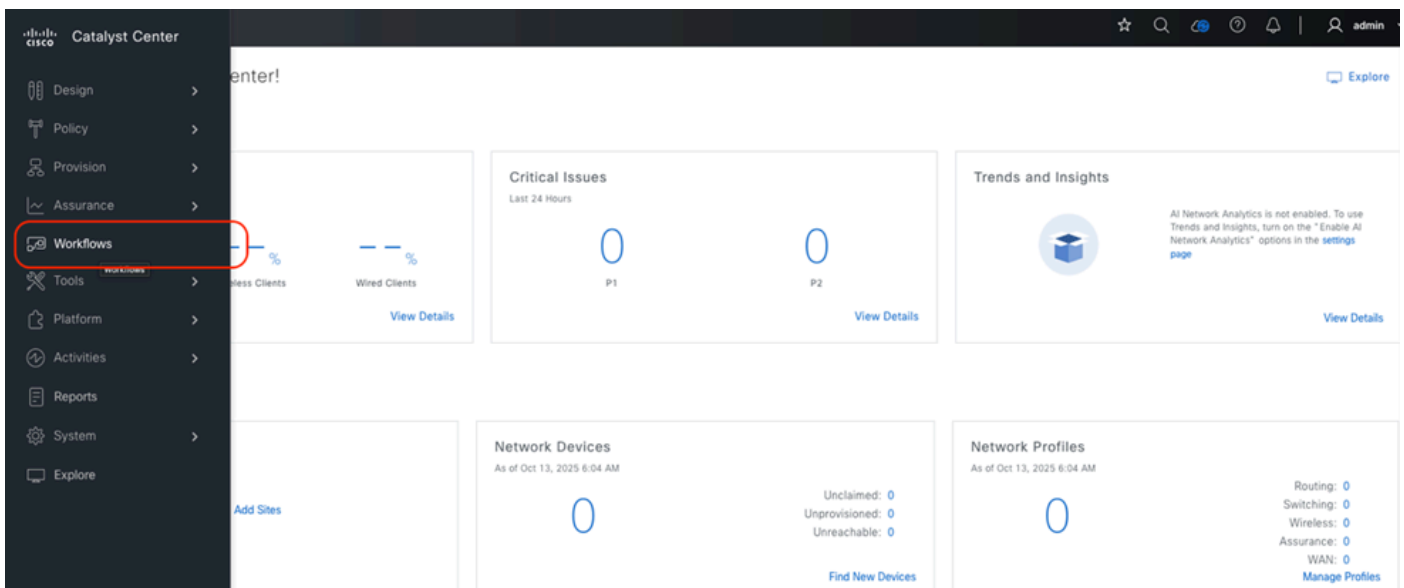 CISCO
Catalyst Center
Design
Policy
Provision
Assurance
Workflows
Workflows
Tools
Platform
Activities
Reports
System
Explore
admin
enter!
Explore
%
%
eless Clients
Wired Clients
View Details
Critical Issues
Last 24 Hours
0
0
P1
P2
View Details
Trends and Insights
AI Network Analytics is not enabled. To use
Trends and Insights, turn on the "Enable AI
Network Analytics" options in the settings
page
View Details
Add Sites
Network Devices
As of Oct 13, 2025 6:04 AM
0
Unclaimed: 0
Unprovisioned: 0
Unreachable: 0
Find New Devices
Network Profiles
As of Oct 13, 2025 6:04 AM
0
Routing: 0
Switching: 0
Wireless: 0
Assurance: 0
WAN: 0
Manage Profiles